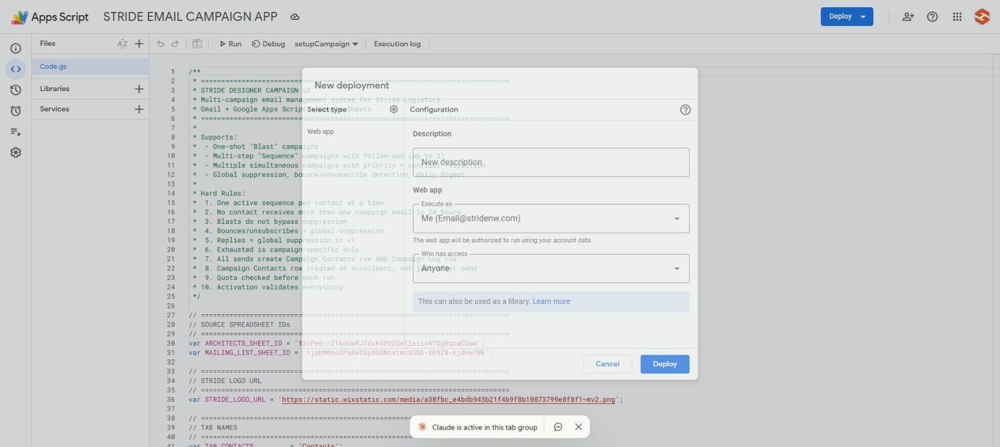 Apps Script
STRIDE EMAIL CAMPAIGN APP
Deploy
Files
AZ
Run
Debug
setupCampaign
Execution log
Code.gs
Libraries
Services
1 /**
2 * ============================================================================
3 * STRIDE DESIGNER CAMPAIGN v2
4 * Multi-campaign email management system for Stride Logistics
5 * Gmail + Google Apps Script + Google Sheets
6 * ============================================================================
7 *
8 * Supports:
9 * - One-shot "Blast" campaigns
10 * - Multi-step "Sequence" campaigns with follow-ups (up to 3)
11 * - Multiple simultaneous campaigns with priority + conflict resolution
12 * - Global suppression, bounce/unsubscribe detection, daily digest
13 *
14 * Hard Rules:
15 * 1. One active sequence per contact at a time
16 * 2. No contact receives more than one campaign email in 24 hours
17 * 3. Blasts do not bypass suppression
18 * 4. Bounces/unsubscribes = global suppression
19 * 5. Replies = global suppression in v1
20 * 6. Exhausted is campaign-specific only
21 * 7. All sends create Campaign Contacts row AND Campaign Log row
22 * 8. Campaign Contacts row created at enrollment, not just after send
23 * 9. Quota checked before each run
24 * 10. Activation validates everything
25 */
26
27 // ============================================================================
28 // SOURCE SPREADSHEET IDs
29 // ============================================================================
30 var ARCHITECTS_SHEET_ID =
31 var MAILING_LIST_SHEET_ID =
32
33 // ============================================================================
34 // STRIDE LOGO URL
35 // ============================================================================
36 var STRIDE_LOGO_URL = 'https://static.wixstatic.com/media/a38fbc_e4bdb945b21f4b9f8b10873799e8f8f1~mv2.png';
37
38 // ============================================================================
39 // TAB NAMES
40 // ============================================================================
41 var TAB_CONTACTS = 'Contacts';
New deployment
Select type
Web app
Configuration
Description
New description
Web app
Execute as
Me (Email@stridenw.com)
The web app will be authorized to run using your account data.
Who has access
Anyone
This can also be used as a library. Learn more
Cancel
Deploy
Claude is active in this tab group